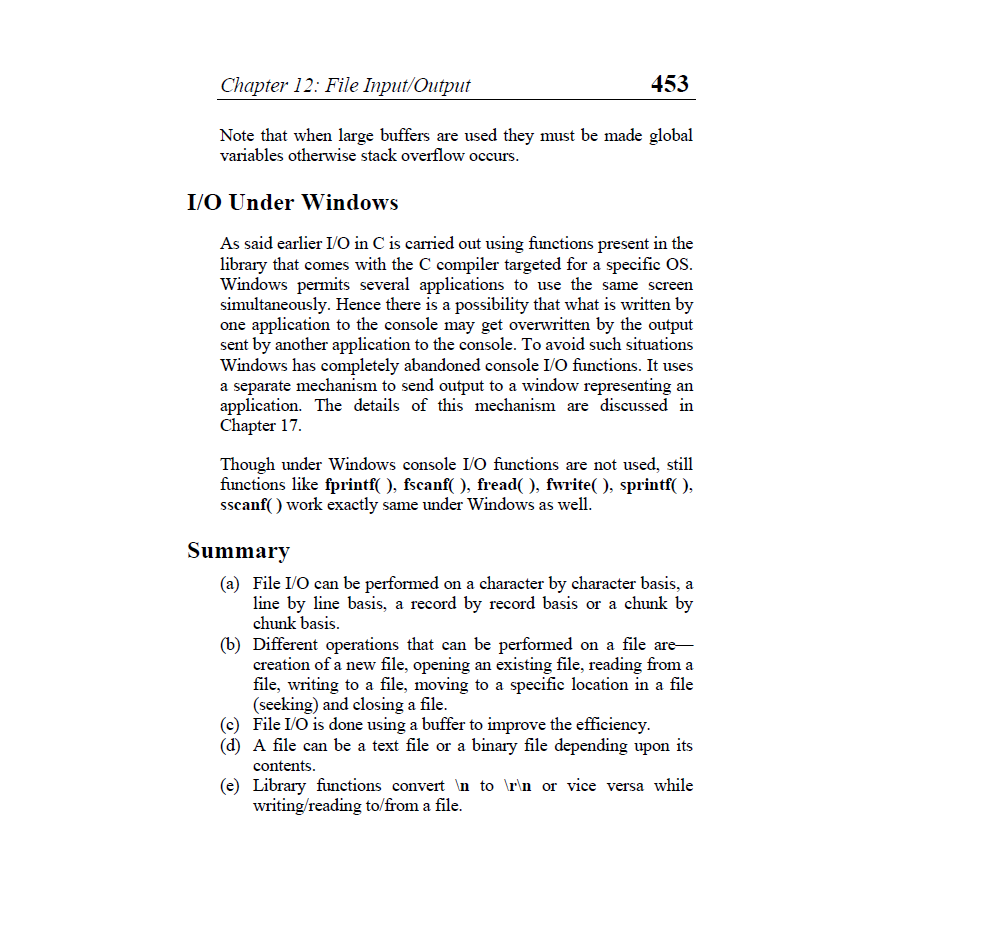 Chapter 12: File Input/Output 453
Note that when large buffers are used they must be made global
variables otherwise stack overflow occurs.
I/O Under Windows
As said earlier I/O in C is carried out using functions present in the
library that comes with the C compiler targeted for a specific OS.
Windows permits several applications to use the same screen
simultaneously. Hence there is a possibility that what is written by
one application to the console may get overwritten by the output
sent by another application to the console. To avoid such situations
Windows has completely abandoned console I/O functions. It uses
a separate mechanism to send output to a window representing an
application. The details of this mechanism are discussed in
Chapter 17.
Though under Windows console I/O functions are not used, still
functions like fprintf( ), fscanf( ), fread( ), fwrite( ), sprintf( ),
sscanf( ) work exactly same under Windows as well.
Summary
(a) File I/O can be performed on a character by character basis, a
line by line basis, a record by record basis or a chunk by
chunk basis.
(b) Different operations that can be performed on a file are—
creation of a new file, opening an existing file, reading from a
file, writing to a file, moving to a specific location in a file
(seeking) and closing a file.
(c) File I/O is done using a buffer to improve the efficiency.
(d) A file can be a text file or a binary file depending upon its
contents.
(e) Library functions convert \n to \r\n or vice versa while
writing/reading to/from a file.